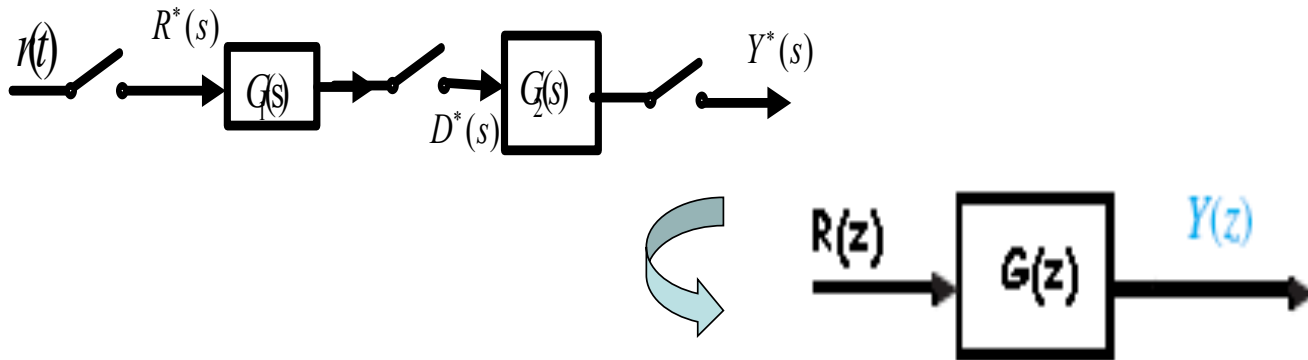 r(t)
R*(s)
G₁(s)
D*(s)
G₂(s)
Y*(s)
R(z)
G(z)
Y(z)